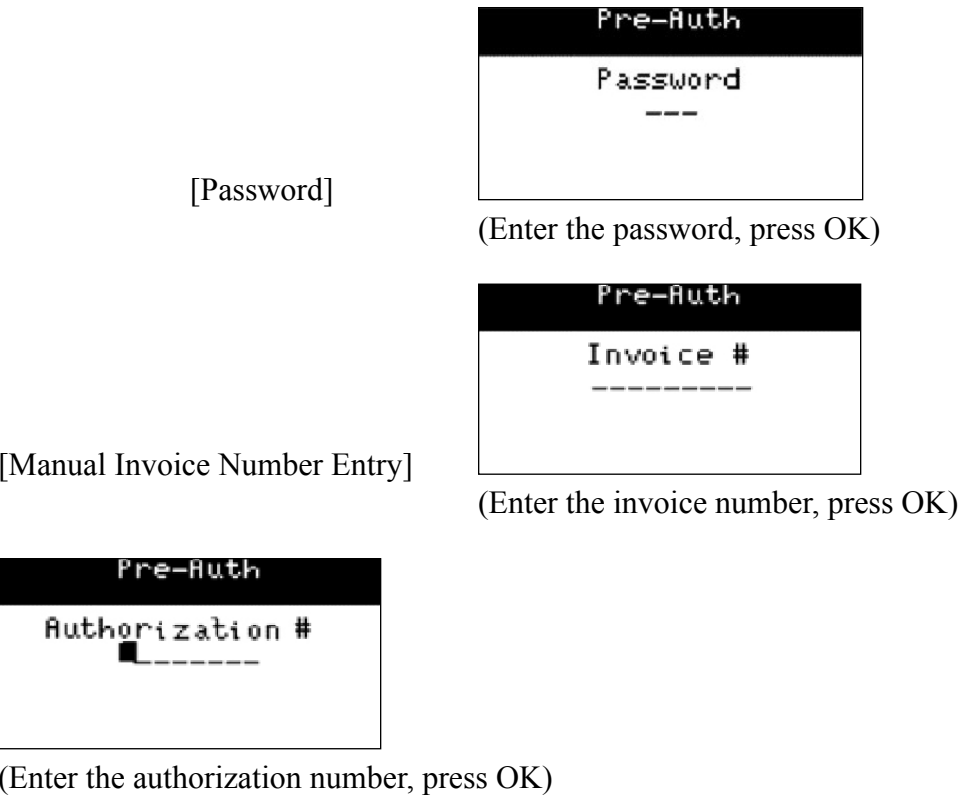 Pre-Auth
Password
---
[Password]
(Enter the password, press OK)
Pre-Auth
Invoice #
---------
[Manual Invoice Number Entry]
(Enter the invoice number, press OK)
Pre-Auth
Authorization #
_______
(Enter the authorization number, press OK)